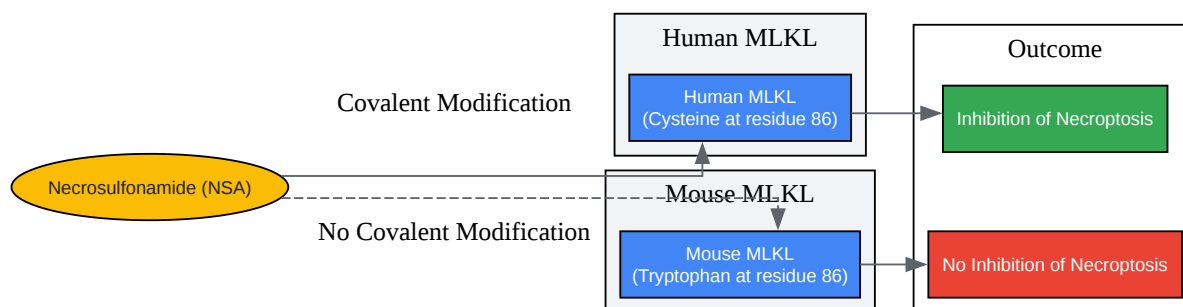 Human MLKL
Outcome
Covalent Modification
Human MLKL
(Cysteine at residue 86)
Inhibition of Necroptosis
Necrosulfonamide (NSA)
Mouse MLKL
No Covalent Modification
Mouse MLKL
(Tryptophan at residue 86)
No Inhibition of Necroptosis